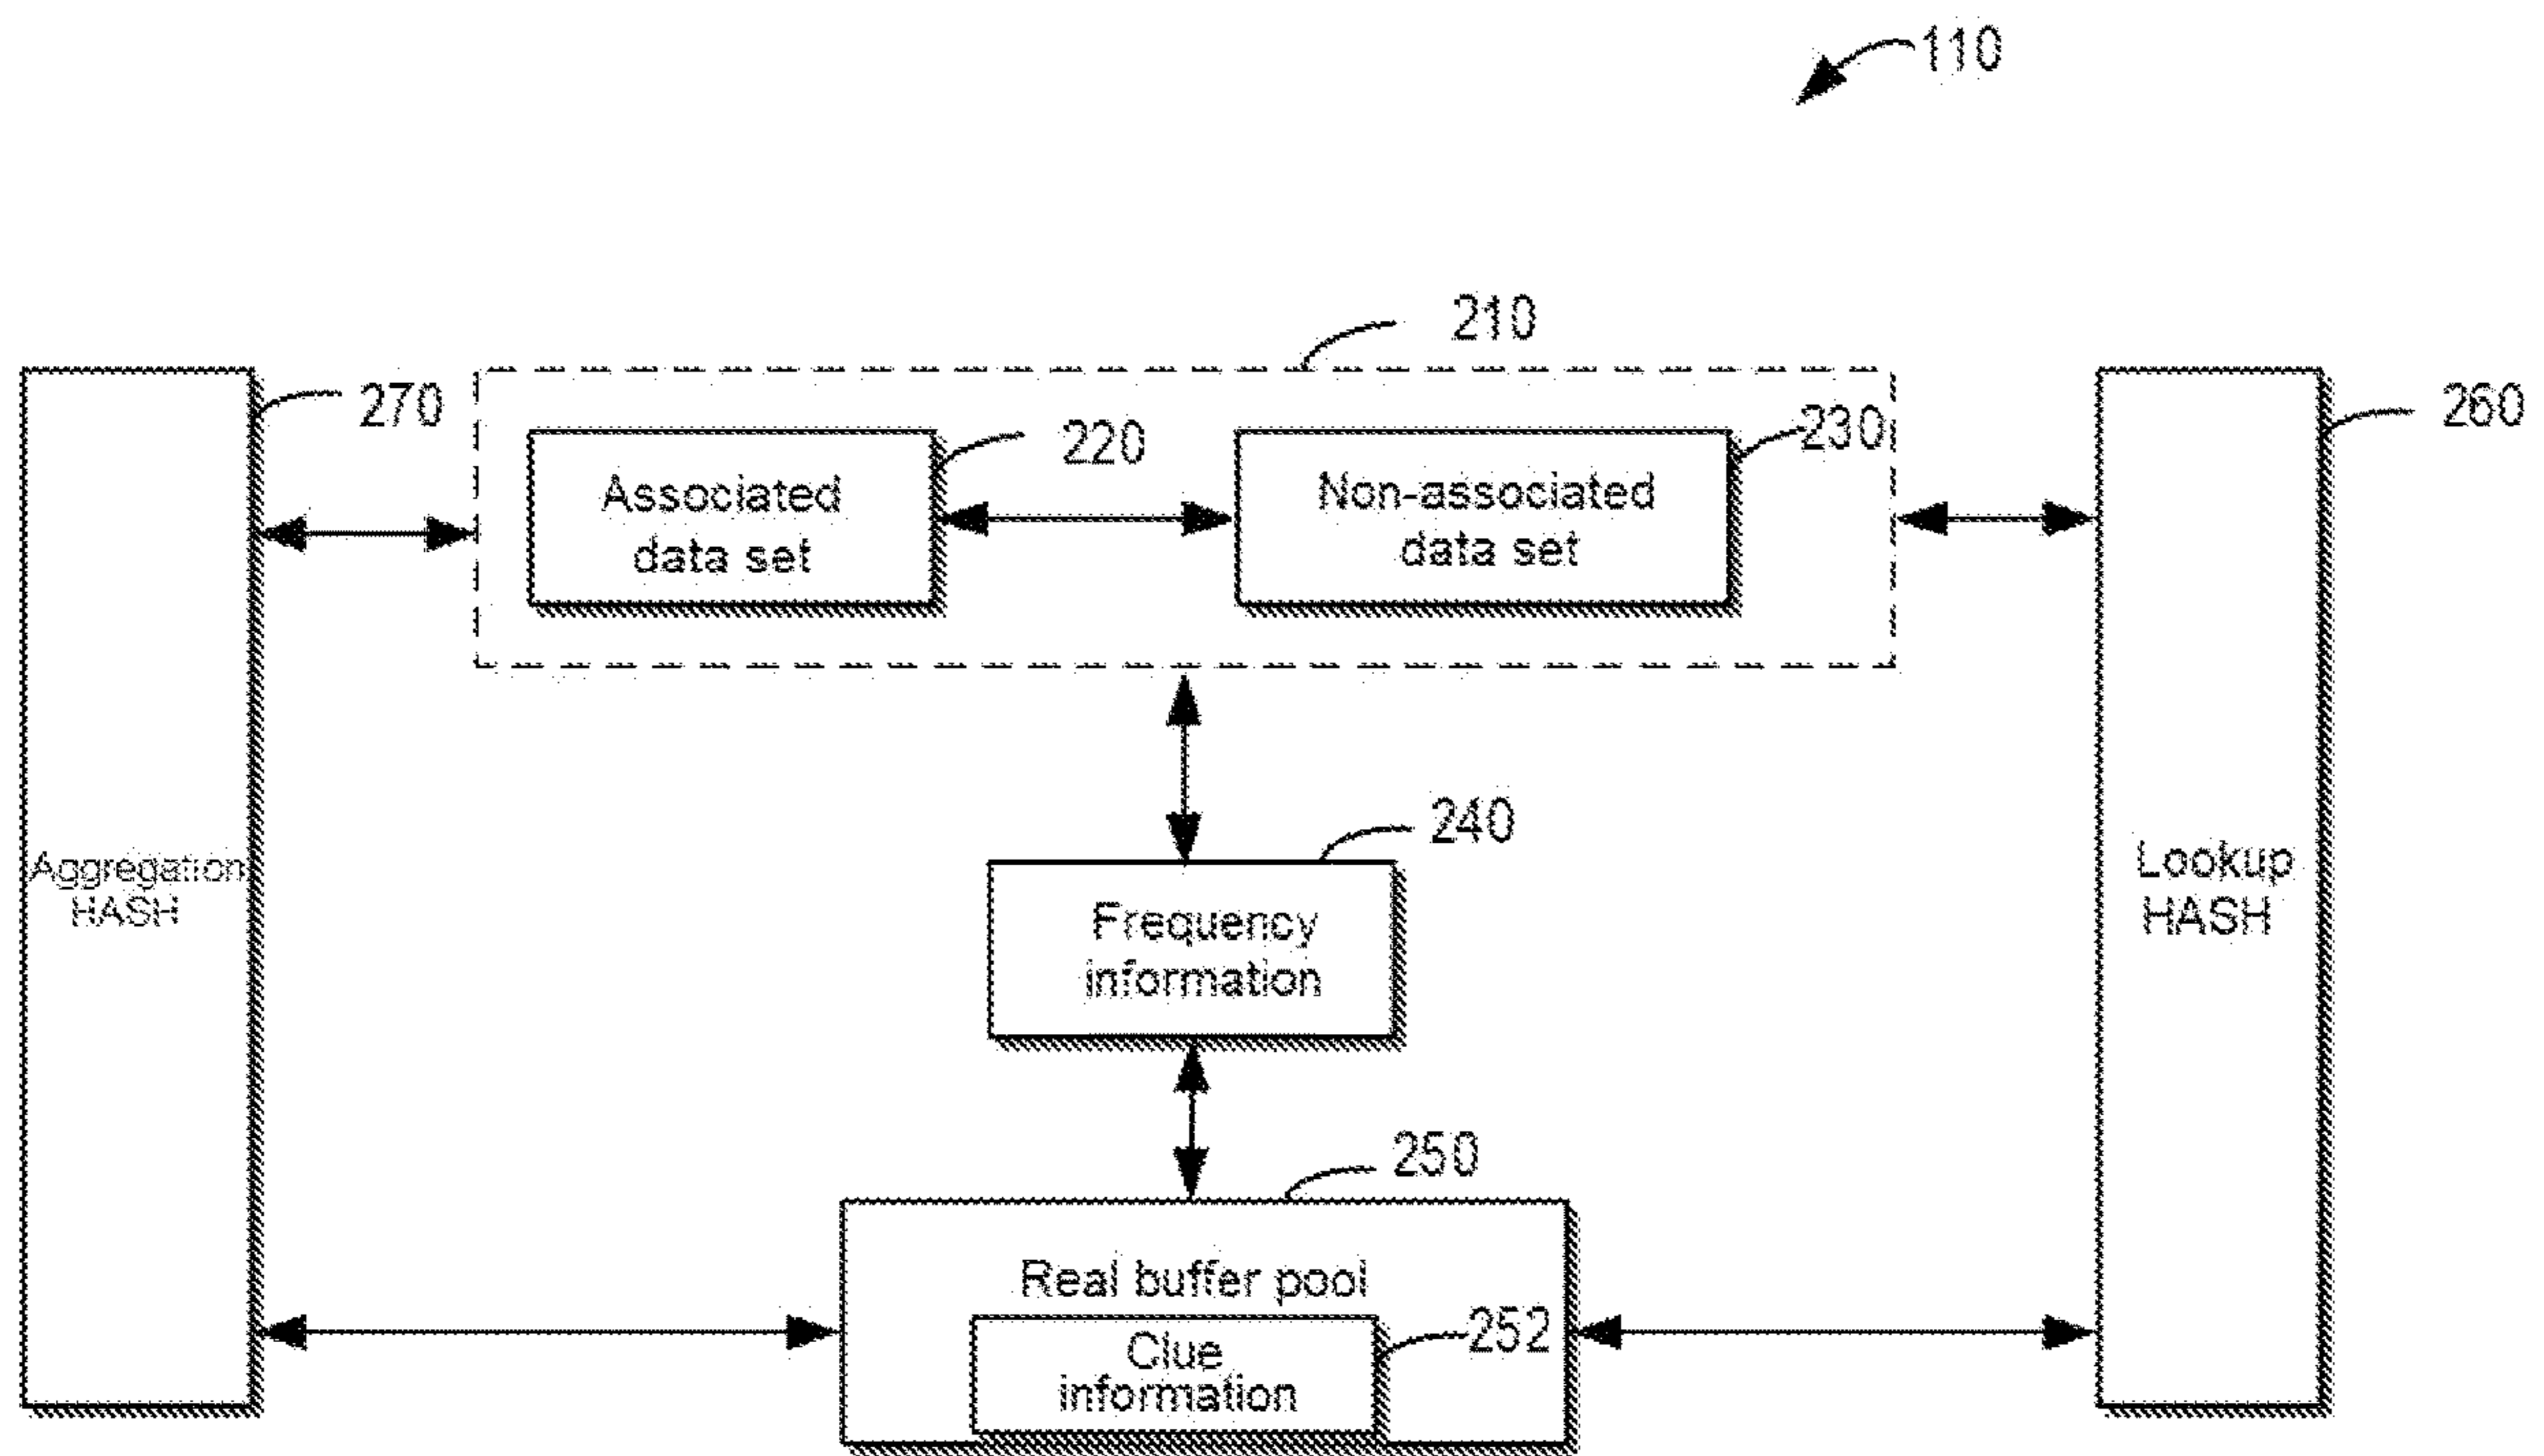 110
210
270
260
220
230
Associated
data set
Non-associated
data set
240
Aggregation
HASH
Lookup
HASH
Frequency
information
250
Real buffer pool
252
Clue
information